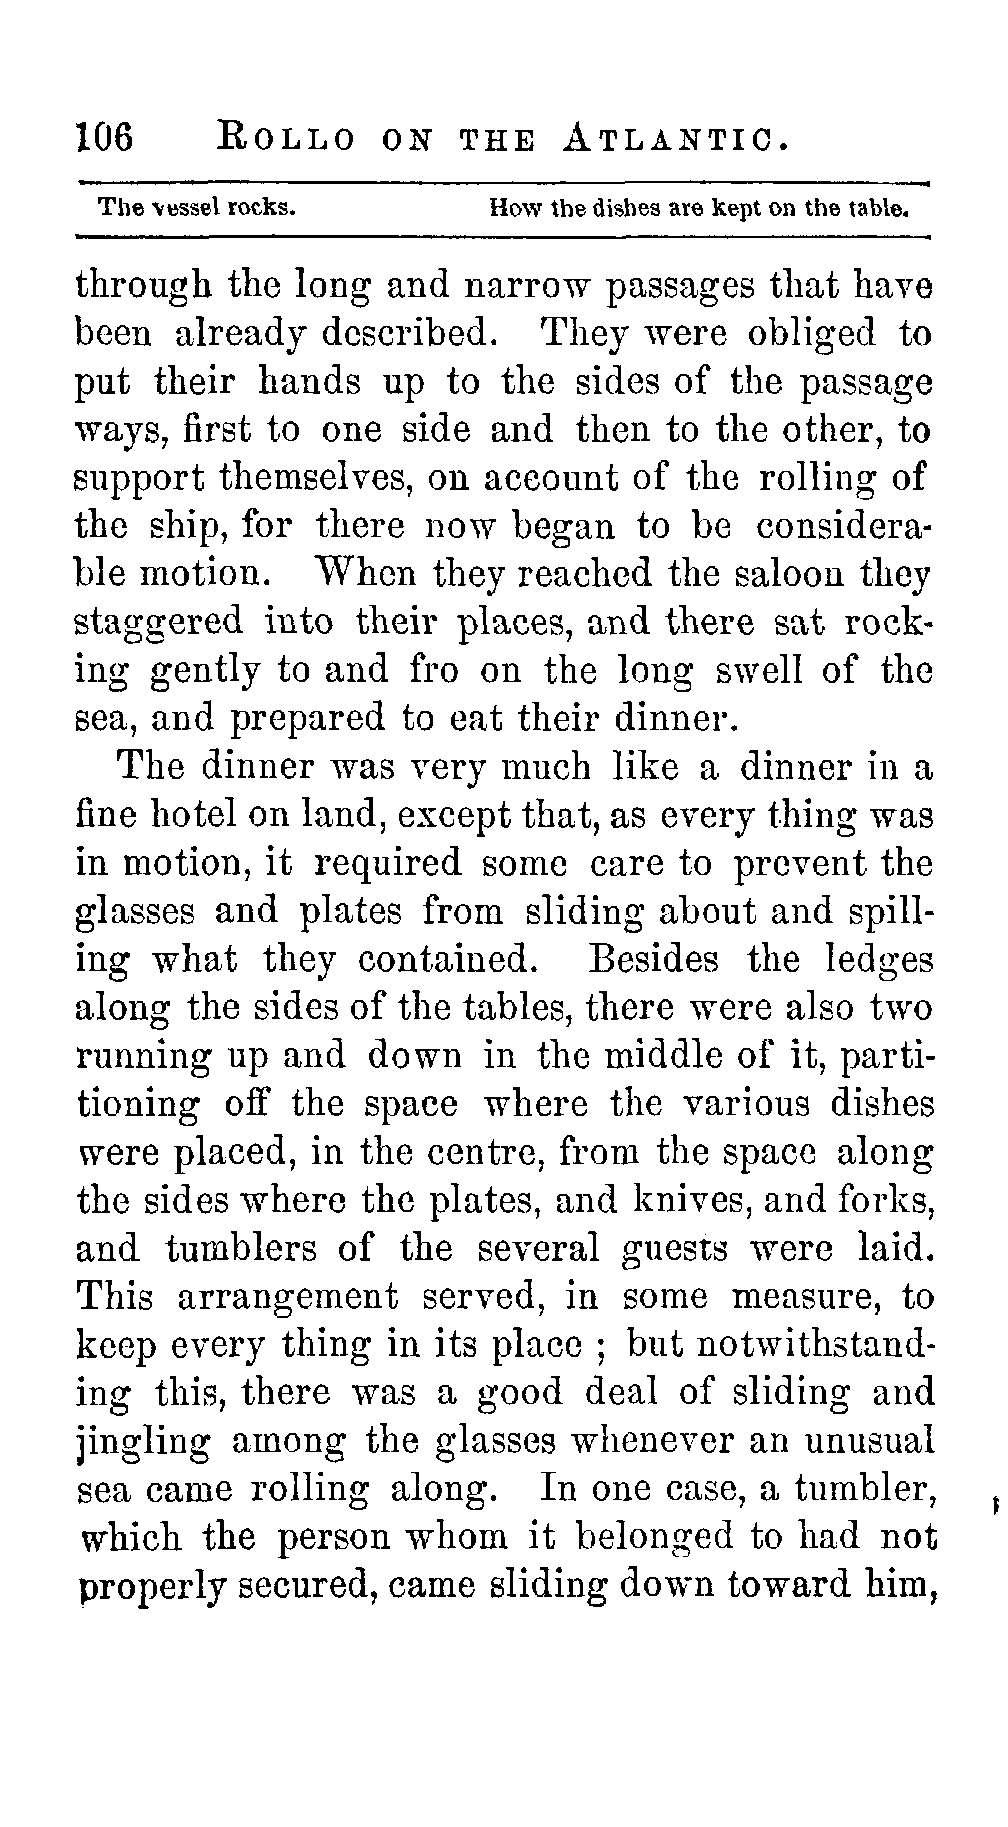 106 ROLLO ON THE ATLANTIC.
The vessel rocks. How the dishes are kept on the table.
through the long and narrow passages that have
been already described. They were obliged to
put their hands up to the sides of the passage
ways, first to one side and then to the other, to
support themselves, on account of the rolling of
the ship, for there now began to be considera-
ble motion. When they reached the saloon they
staggered into their places, and there sat rock-
ing gently to and fro on the long swell of the
sea, and prepared to eat their dinner.
The dinner was very much like a dinner in a
fine hotel on land, except that, as every thing was
in motion, it required some care to prevent the
glasses and plates from sliding about and spill-
ing what they contained. Besides the ledges
along the sides of the tables, there were also two
running up and down in the middle of it, parti-
tioning off the space where the various dishes
were placed, in the centre, from the space along
the sides where the plates, and knives, and forks,
and tumblers of the several guests were laid.
This arrangement served, in some measure, to
keep every thing in its place ; but notwithstand-
ing this, there was a good deal of sliding and
jingling among the glasses whenever an unusual
sea came rolling along. In one case, a tumbler,
which the person whom it belonged to had not
properly secured, came sliding down toward him,